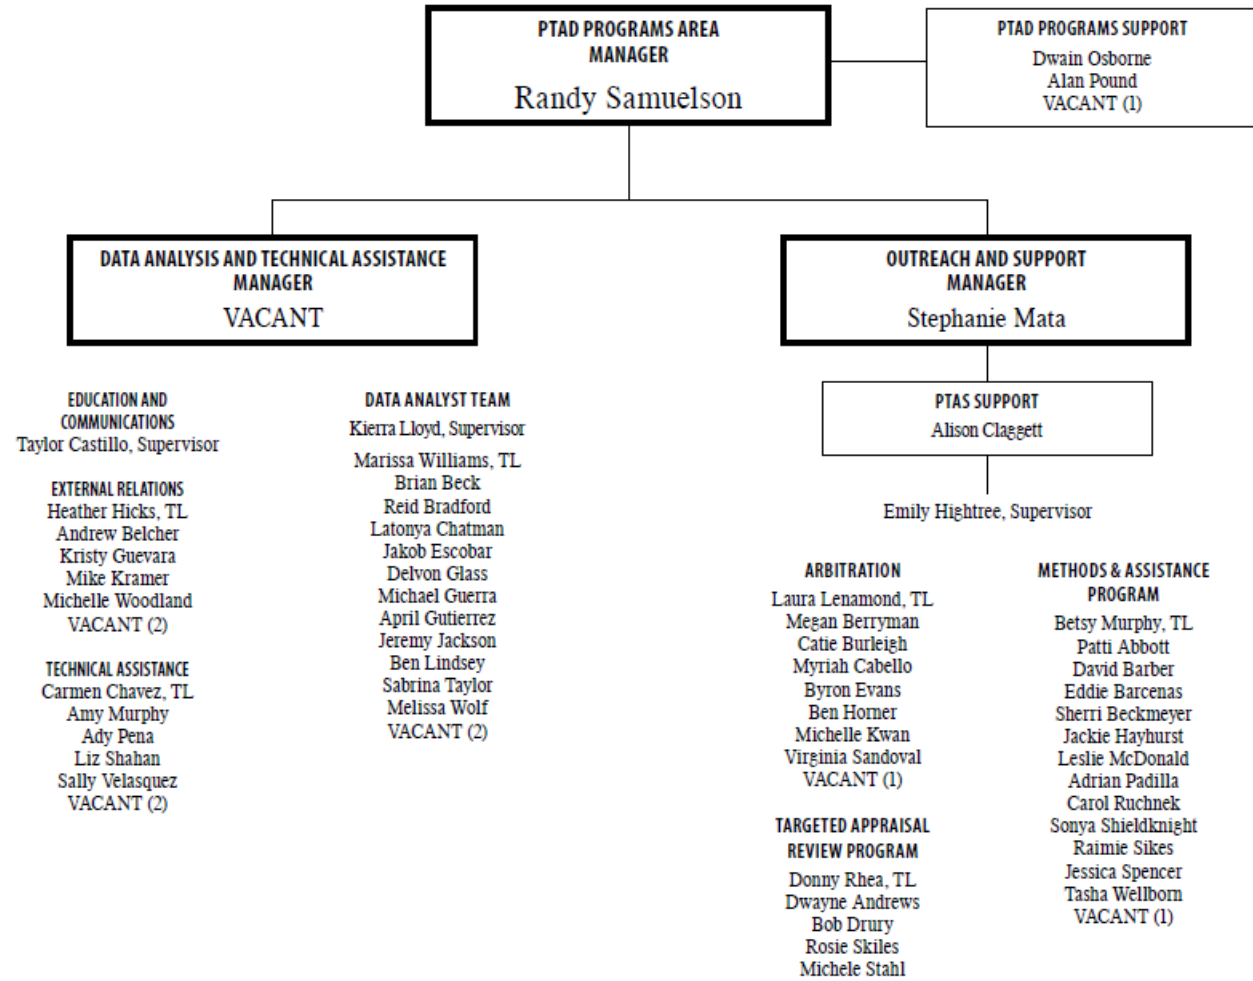 PTAD PROGRAMS AREA
MANAGER
Randy Samuelson
PTAD PROGRAMS SUPPORT
Dwain Osborne
Alan Pound
VACANT (1)
DATA ANALYSIS AND TECHNICAL ASSISTANCE
MANAGER
VACANT
OUTREACH AND SUPPORT
MANAGER
Stephanie Mata
EDUCATION AND
COMMUNICATIONS
Taylor Castillo, Supervisor
EXTERNAL RELATIONS
Heather Hicks, TL
Andrew Belcher
Kristy Guevara
Mike Kramer
Michelle Woodland
VACANT (2)
TECHNICAL ASSISTANCE
Carmen Chavez, TL
Amy Murphy
Ady Pena
Liz Shahan
Sally Velasquez
VACANT (2)
DATA ANALYST TEAM
Kierra Lloyd, Supervisor
Marissa Williams, TL
Brian Beck
Reid Bradford
Latonya Chatman
Jakob Escobar
Delvon Glass
Michael Guerra
April Gutierrez
Jeremy Jackson
Ben Lindsey
Sabrina Taylor
Melissa Wolf
VACANT (2)
PTAS SUPPORT
Alison Claggett
Emily Hightree, Supervisor
ARBITRATION
Laura Lenamond, TL
Megan Berryman
Catie Burleigh
Myriah Cabello
Byron Evans
Ben Horner
Michelle Kwan
Virginia Sandoval
VACANT (1)
TARGETED APPRAISAL
REVIEW PROGRAM
Donny Rhea, TL
Dwayne Andrews
Bob Drury
Rosie Skiles
Michele Stahl
METHODS & ASSISTANCE
PROGRAM
Betsy Murphy, TL
Patti Abbott
David Barber
Eddie Barcenas
Sherri Beckmeyer
Jackie Hayhurst
Leslie McDonald
Adrian Padilla
Carol Ruchnek
Sonya Shieldknight
Raimie Sikes
Jessica Spencer
Tasha Wellborn
VACANT (1)